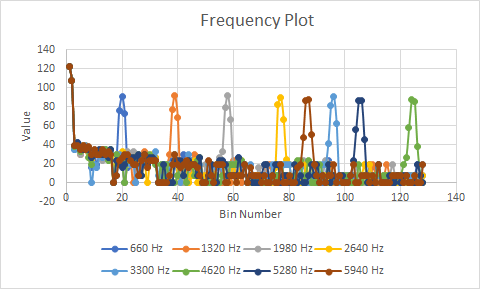 Frequency Plot
140
120
100
80
60
40
20
0
-20
Value
0 20 40 60 80 100 120 140
Bin Number
660 Hz 1320 Hz 1980 Hz 2640 Hz
3300 Hz 4620 Hz 5280 Hz 5940 Hz